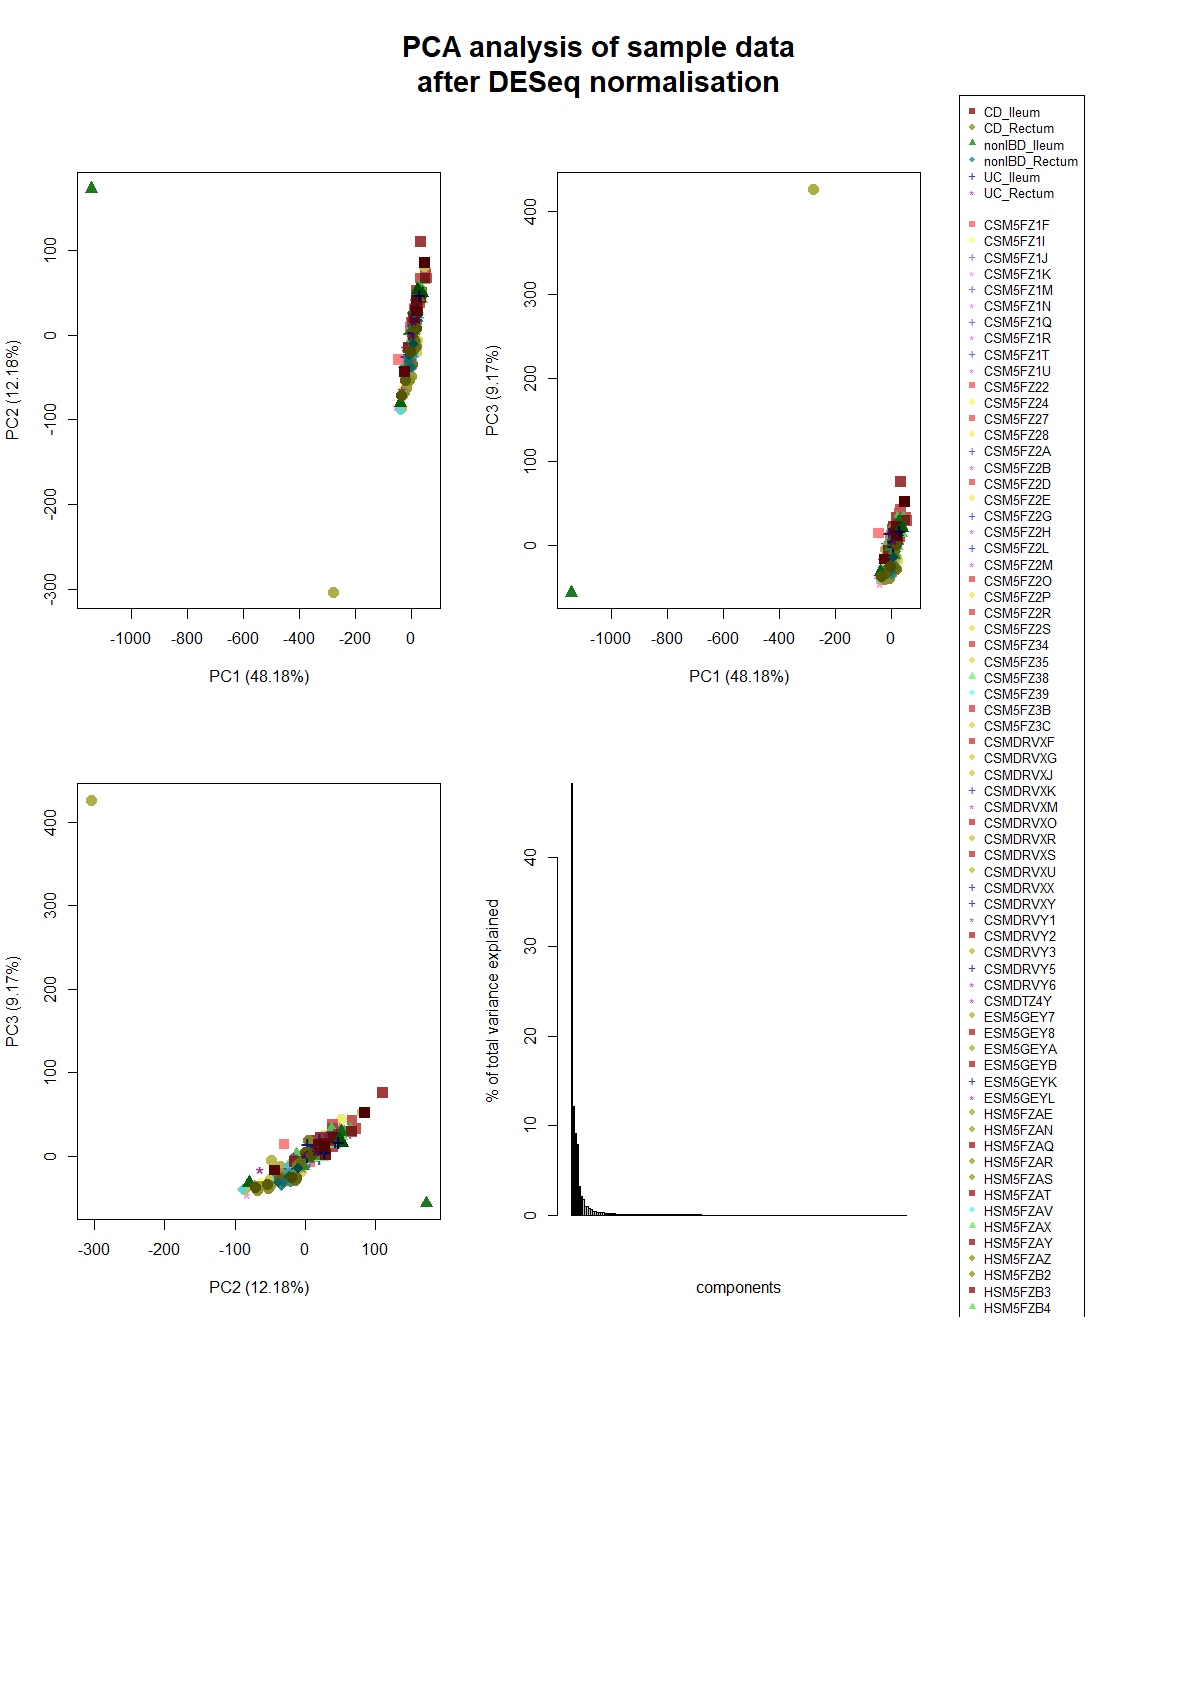 PCA analysis of sample data
after DESeq normalisation
PC2 (12.18%)
100
0
-100
-200
-300
-1000
-800
-600
-400
-200
0
PC1 (48.18%)
PC3 (9.17%)
400
300
200
100
0
-1000
-800
-600
-400
-200
0
PC1 (48.18%)
PC3 (9.17%)
400
300
200
100
0
-300
-200
-100
0
100
PC2 (12.18%)
% of total variance explained
40
30
20
10
0
components
CD_Ileum
CD_Rectum
nonIBD_Ileum
nonIBD_Rectum
UC_Ileum
UC_Rectum
CSM5FZ1F
CSM5FZ1I
CSM5FZ1J
CSM5FZ1K
CSM5FZ1M
CSM5FZ1N
CSM5FZ1Q
CSM5FZ1R
CSM5FZ1T
CSM5FZ1U
CSM5FZ22
CSM5FZ24
CSM5FZ27
CSM5FZ28
CSM5FZ2A
CSM5FZ2B
CSM5FZ2D
CSM5FZ2E
CSM5FZ2G
CSM5FZ2H
CSM5FZ2L
CSM5FZ2M
CSM5FZ2O
CSM5FZ2P
CSM5FZ2R
CSM5FZ2S
CSM5FZ34
CSM5FZ35
CSM5FZ38
CSM5FZ39
CSM5FZ3B
CSM5FZ3C
CSMDRVXF
CSMDRVXG
CSMDRVXJ
CSMDRVXK
CSMDRVXM
CSMDRVXO
CSMDRVXR
CSMDRVXS
CSMDRVXU
CSMDRVXX
CSMDRVXY
CSMDRVY1
CSMDRVY2
CSMDRVY3
CSMDRVY5
CSMDRVY6
CSMDTZ4Y
ESM5GEY7
ESM5GEY8
ESM5GEYA
ESM5GEYB
ESM5GEYK
ESM5GEYL
HSM5FZAE
HSM5FZAN
HSM5FZAQ
HSM5FZAR
HSM5FZAS
HSM5FZAT
HSM5FZAV
HSM5FZAX
HSM5FZAY
HSM5FZAZ
HSM5FZB2
HSM5FZB3
HSM5FZB4